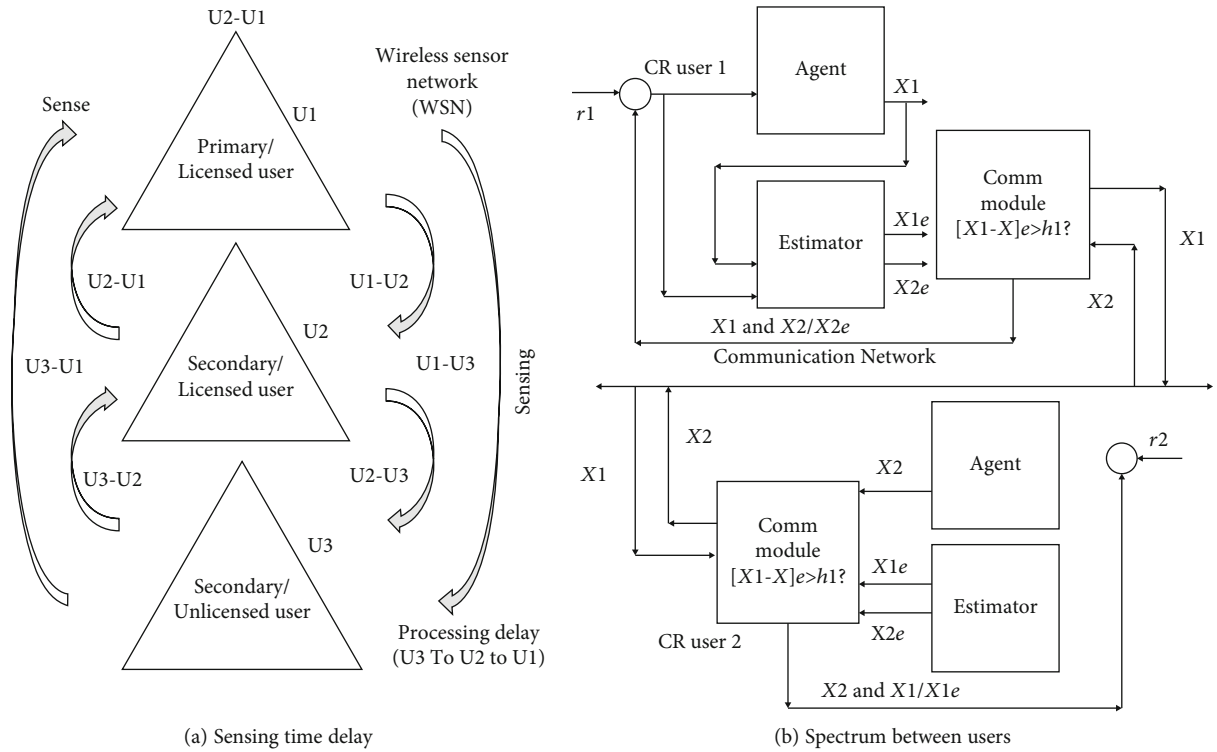 U2-U1
Wireless sensor
network
(WSN)
Sense
U1
Primary/
Licensed user
U2-U1
U1-U2
U2
Secondary/
Licensed user
U3-U1
U1-U3
Sensing
U3-U2
U2-U3
U3
Secondary/
Unlicensed user
Processing delay
(U3 To U2 to U1)
(a) Sensing time delay
CR user 1
Agent
r1
X1
Comm
module
[X1-X]e>h1?
Estimator
X1e
X2e
X1
X2
X1 and X2/X2e
Communication Network
X2
X1
Agent
X2
r2
Comm
module
[X1-X]e>h1?
X1e
Estimator
X2e
CR user 2
X2 and X1/X1e
(b) Spectrum between users